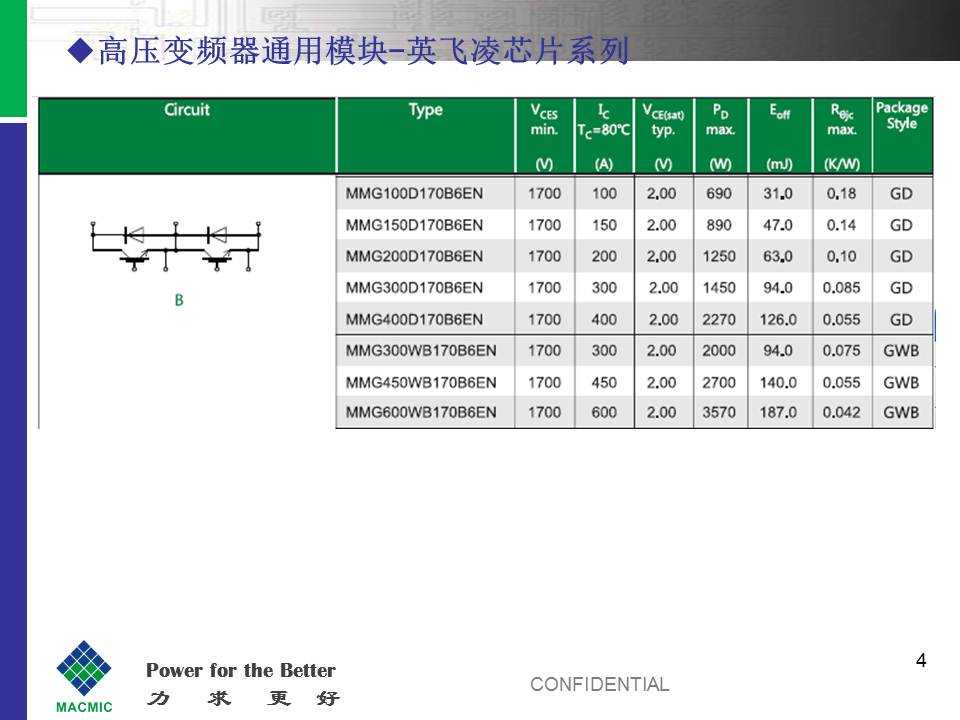 ◆高压变频器通用模块-英飞凌芯片系列
Circuit Type VCES min. (V) IC TC=80℃ (A) VCE(sat) typ. (V) PD max. (W) Eoff (mJ) Rθjc max. (K/W) Package Style
MMG100D170B6EN 1700 100 2.00 690 31.0 0.18 GD
MMG150D170B6EN 1700 150 2.00 890 47.0 0.14 GD
MMG200D170B6EN 1700 200 2.00 1250 63.0 0.10 GD
MMG300D170B6EN 1700 300 2.00 1450 94.0 0.085 GD
MMG400D170B6EN 1700 400 2.00 2270 126.0 0.055 GD
MMG300WB170B6EN 1700 300 2.00 2000 94.0 0.075 GWB
MMG450WB170B6EN 1700 450 2.00 2700 140.0 0.055 GWB
MMG600WB170B6EN 1700 600 2.00 3570 187.0 0.042 GWB
B
MACMIC
Power for the Better
力 求 更 好
CONFIDENTIAL
4